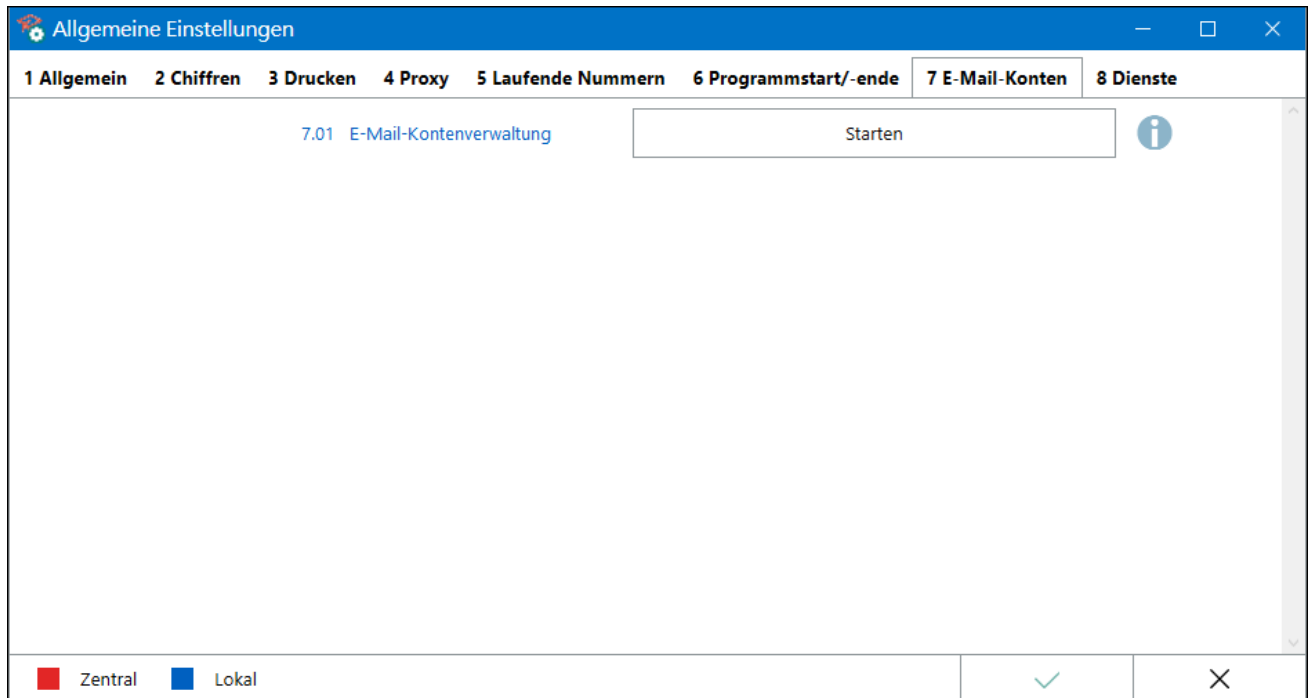 Allgemeine Einstellungen
1 Allgemein 2 Chiffren 3 Drucken 4 Proxy 5 Laufende Nummern 6 Programmstart/-ende 7 E-Mail-Konten 8 Dienste
7.01 E-Mail-Kontenverwaltung Starten
Zentral Lokal